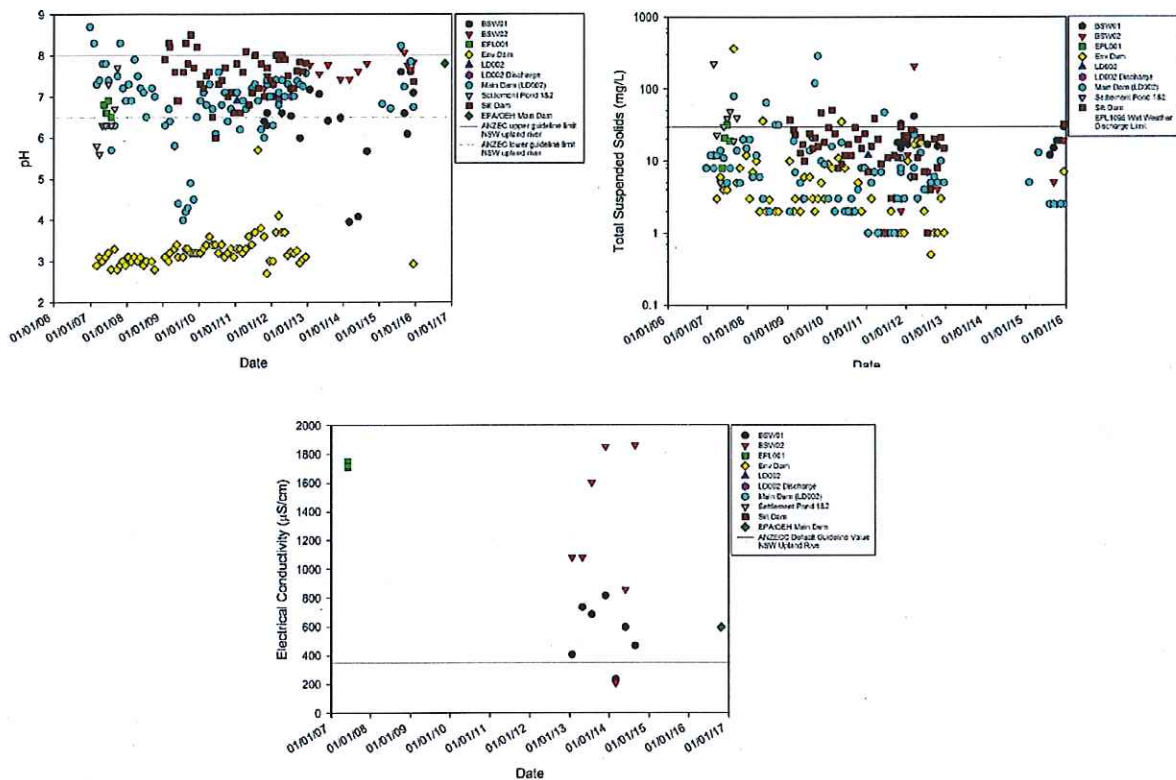 9
8
7
6
5
4
3
2
pH
01/01/06
01/01/07
01/01/08
01/01/09
01/01/10
01/01/11
01/01/12
01/01/13
01/01/14
01/01/15
01/01/16
01/01/17
Date
BSW01
BSW02
EPL001
Env Dam
LD002
LD002 Discharge
Main Dam (LD002)
Settlement Pond 1&2
Silt Dam
EPA/OEH Main Dam
ANZEC upper guideline limit
NSW upland river
ANZEC lower guideline limit
NSW upland river
1000
100
10
1
0.1
Total Suspended Solids (mg/L)
01/01/06
01/01/07
01/01/08
01/01/09
01/01/10
01/01/11
01/01/12
01/01/13
01/01/14
01/01/15
01/01/16
Date
BSW01
BSW02
EPL001
Env Dam
LD002
LD002 Discharge
Main Dam (LD002)
Settlement Pond 1&2
Silt Dam
Wet Weather
Discharge Limit
2000
1800
1600
1400
1200
1000
800
600
400
200
0
Electrical Conductivity (µS/cm)
01/01/07
01/01/08
01/01/09
01/01/10
01/01/11
01/01/12
01/01/13
01/01/14
01/01/15
01/01/16
01/01/17
Date
BSW01
BSW02
EPL001
Env Dam
LD002
LD002 Discharge
Main Dam (LD002)
Settlement Pond 1&2
Silt Dam
EPA/OEH Main Dam
ANZECC Default Guideline Value
NSW Upland River